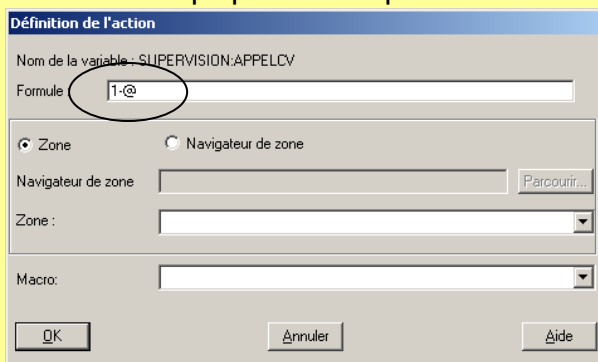 Définition de l'action
Nom de la variable : SUPERVISION:APPELCV
Formule : 1-@
Zone Navigateur de zone
Navigateur de zone Parcourir...
Zone :
Macro:
OK Annuler Aide